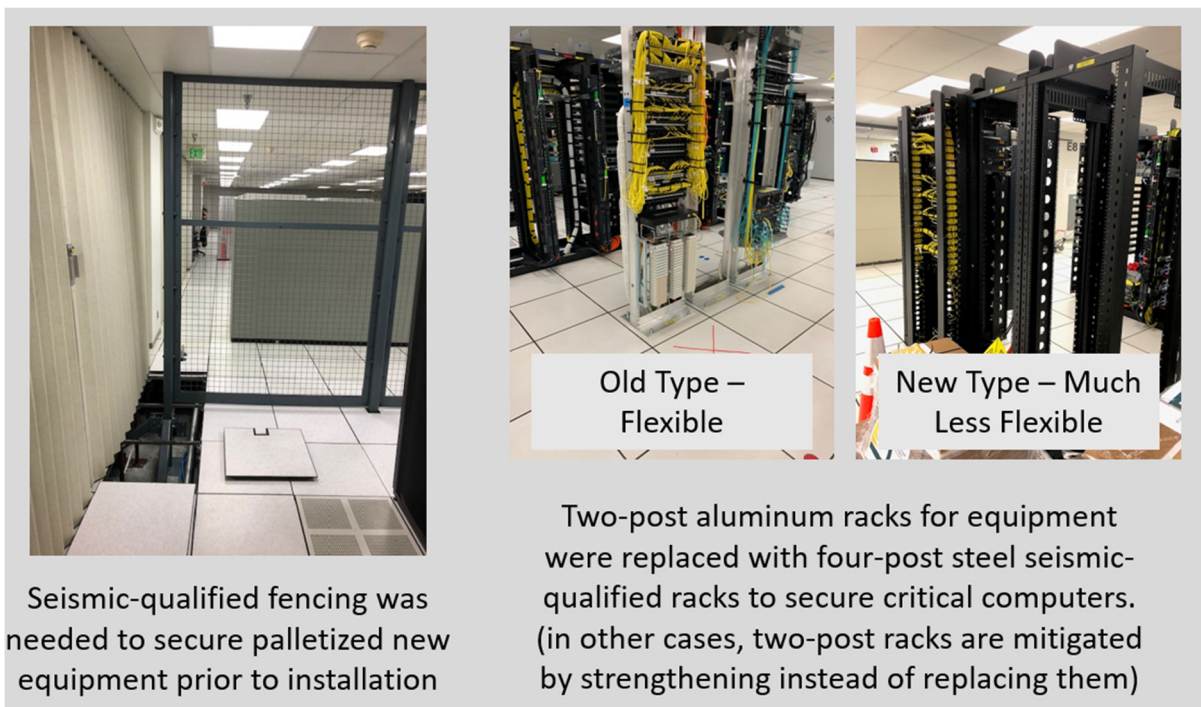 EXIT
E8
Old Type –
Flexible
New Type – Much
Less Flexible
Seismic-qualified fencing was
needed to secure palletized new
equipment prior to installation
Two-post aluminum racks for equipment
were replaced with four-post steel seismic-
qualified racks to secure critical computers.
(in other cases, two-post racks are mitigated
by strengthening instead of replacing them)